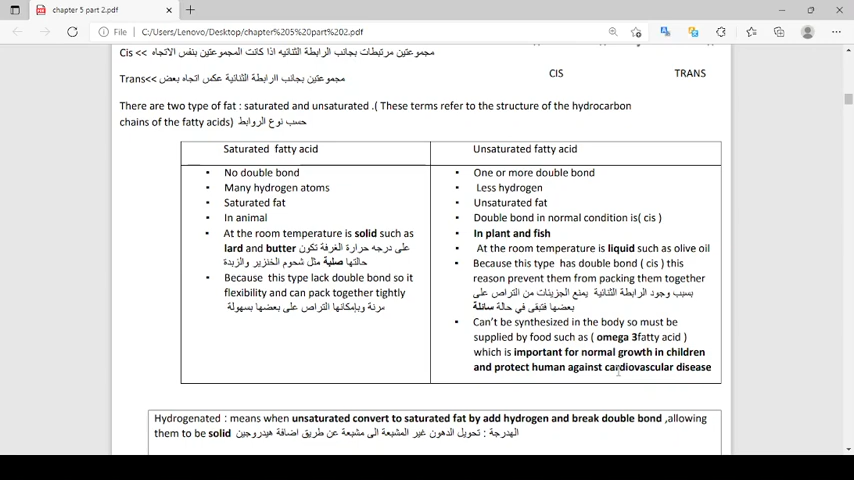 chapter 5 part 2.pdf
File
C:/Users/Lenovo/Desktop/chapter%205%20part%202.pdf
Cis << مجموعتين مرتبطات بجانب الرابطة الثنائيه اذا كانت المجموعتين بنفس الاتجاه
Trans<< مجموعتين بجانب اارابطة الثنائية عكس اتجاه بعض
CIS TRANS
There are two type of fat : saturated and unsaturated .( These terms refer to the structure of the hydrocarbon
chains of the fatty acids) حسب نوع الروابط
Saturated fatty acid
▪ No double bond
▪ Many hydrogen atoms
▪ Saturated fat
▪ In animal
▪ At the room temperature is solid such as
lard and butter على درجه حرارة الغرفة تكون
حالتها صلبة مثل شحوم الخنزير والزبدة
▪ Because this type lack double bond so it
flexibility and can pack together tightly
مرنة وبإمكانها التراص على بعضها بسهولة
Unsaturated fatty acid
▪ One or more double bond
▪ Less hydrogen
▪ Unsaturated fat
▪ Double bond in normal condition is( cis )
▪ In plant and fish
▪ At the room temperature is liquid such as olive oil
▪ Because this type has double bond ( cis ) this
reason prevent them from packing them together
بسبب وجود الرابطة الثنائية يمنع الجزيئات من التراص على
بعضها فتبقى في حالة سائلة
▪ Can’t be synthesized in the body so must be
supplied by food such as ( omega 3fatty acid )
which is important for normal growth in children
and protect human against cardiovascular disease
Hydrogenated : means when unsaturated convert to saturated fat by add hydrogen and break double bond ,allowing
them to be solid الهدرجة : تحويل الدهون غير المشبعة الى مشبعة عن طريق اضافة هيدروجين